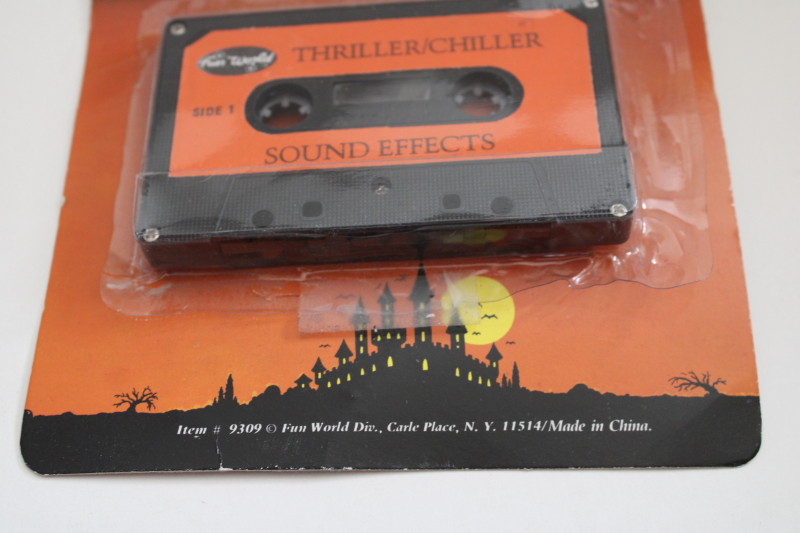 Fun World
THRILLER/CHILLER
SIDE 1
SOUND EFFECTS
Item # 9309 © Fun World Div., Carle Place, N. Y. 11514/Made in China.